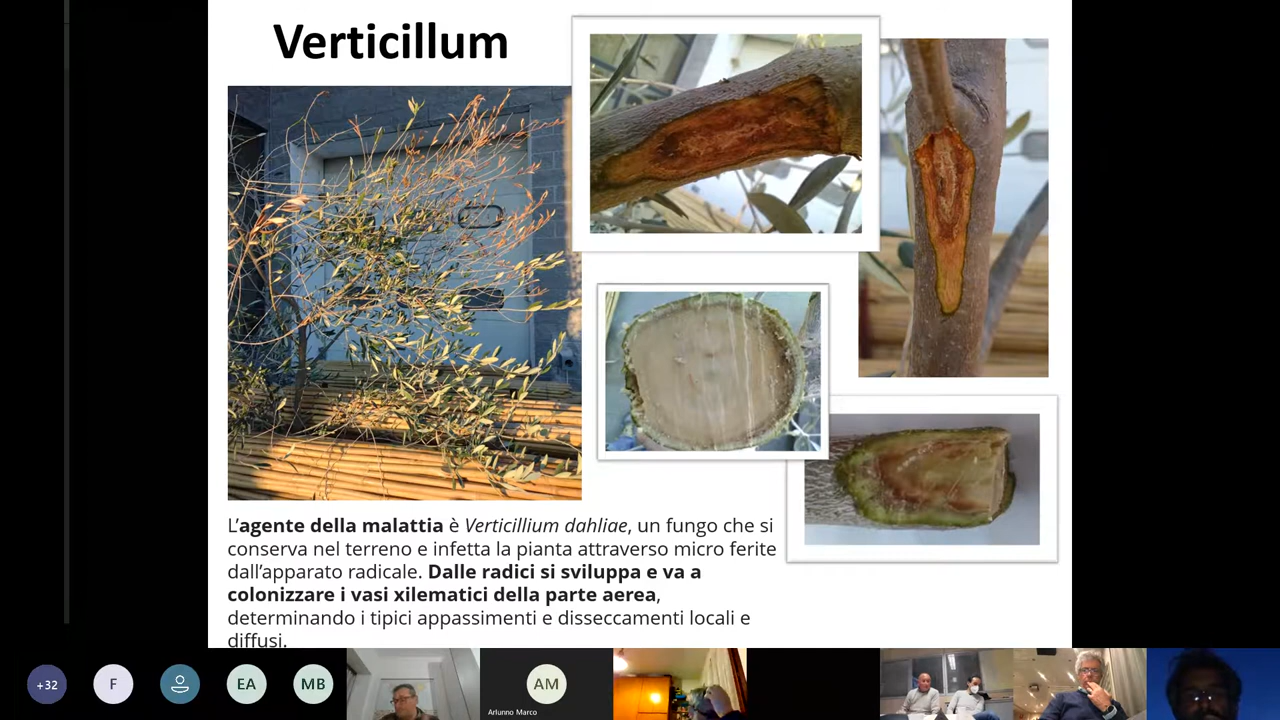 Verticillum
L’agente della malattia è Verticillium dahliae, un fungo che si
conserva nel terreno e infetta la pianta attraverso micro ferite
dall’apparato radicale. Dalle radici si sviluppa e va a
colonizzare i vasi xilematici della parte aerea,
determinando i tipici appassimenti e disseccamenti locali e
diffusi.
+32
F
EA
MB
AM
Arlunno Marco